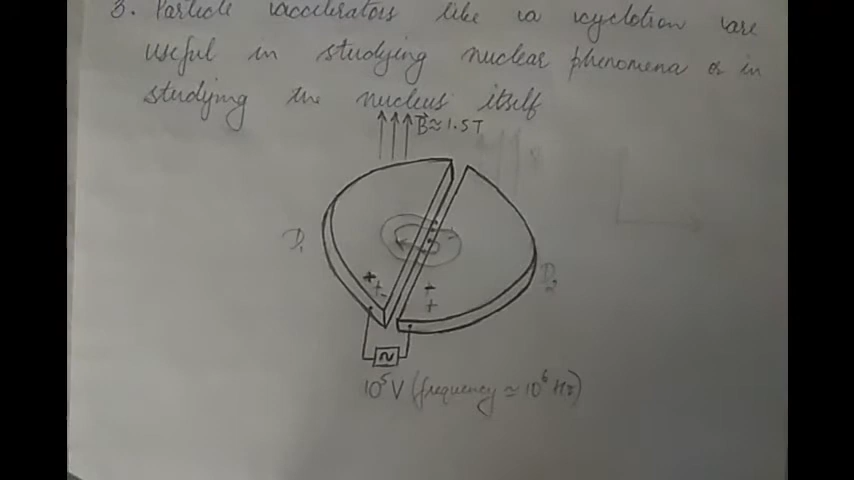 3. Particle accelerators like a cyclotron are
useful in studying nuclear phenomena or in
studying the nucleus itself
B≈1.5T
D₁
D₂
10⁵V (frequency ≃ 10⁶ Hz)